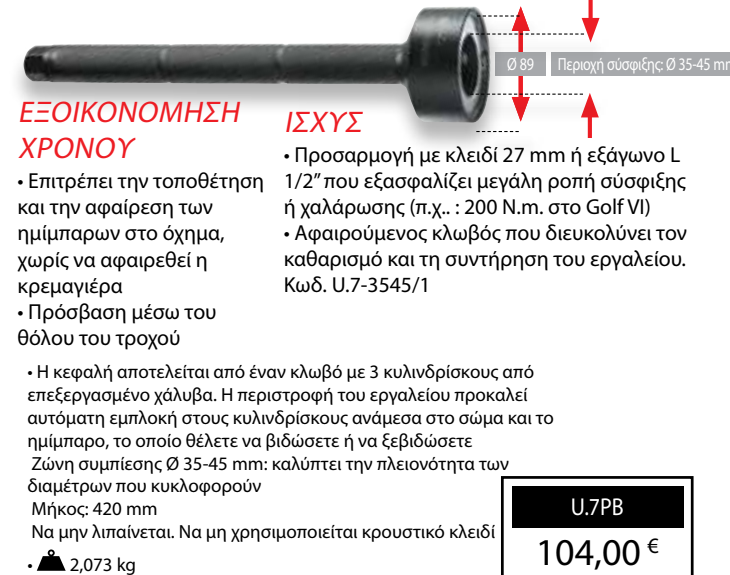 Ø 89
Περιοχή σύσφιξης: Ø 35-45 mm
ΕΞΟΙΚΟΝΟΜΗΣΗ
ΧΡΟΝΟΥ
• Επιτρέπει την τοποθέτηση
και την αφαίρεση των
ημίμπαρων στο όχημα,
χωρίς να αφαιρεθεί η
κρεμαγιέρα
• Πρόσβαση μέσω του
θόλου του τροχού
ΙΣΧΥΣ
• Προσαρμογή με κλειδί 27 mm ή εξάγωνο L
1/2" που εξασφαλίζει μεγάλη ροπή σύσφιξης
ή χαλάρωσης (π.χ.. : 200 N.m. στο Golf VI)
• Αφαιρούμενος κλωβός που διευκολύνει τον
καθαρισμό και τη συντήρηση του εργαλείου.
Κωδ. U.7-3545/1
• Η κεφαλή αποτελείται από έναν κλωβό με 3 κυλινδρίσκους από
επεξεργασμένο χάλυβα. Η περιστροφή του εργαλείου προκαλεί
αυτόματη εμπλοκή στους κυλινδρίσκους ανάμεσα στο σώμα και το
ημίμπαρο, το οποίο θέλετε να βιδώσετε ή να ξεβιδώσετε
Ζώνη συμπίεσης Ø 35-45 mm: καλύπτει την πλειονότητα των
διαμέτρων που κυκλοφορούν
Μήκος: 420 mm
Να μην λιπαίνεται. Να μη χρησιμοποιείται κρουστικό κλειδί
• 2,073 kg
U.7PB
104,00 €